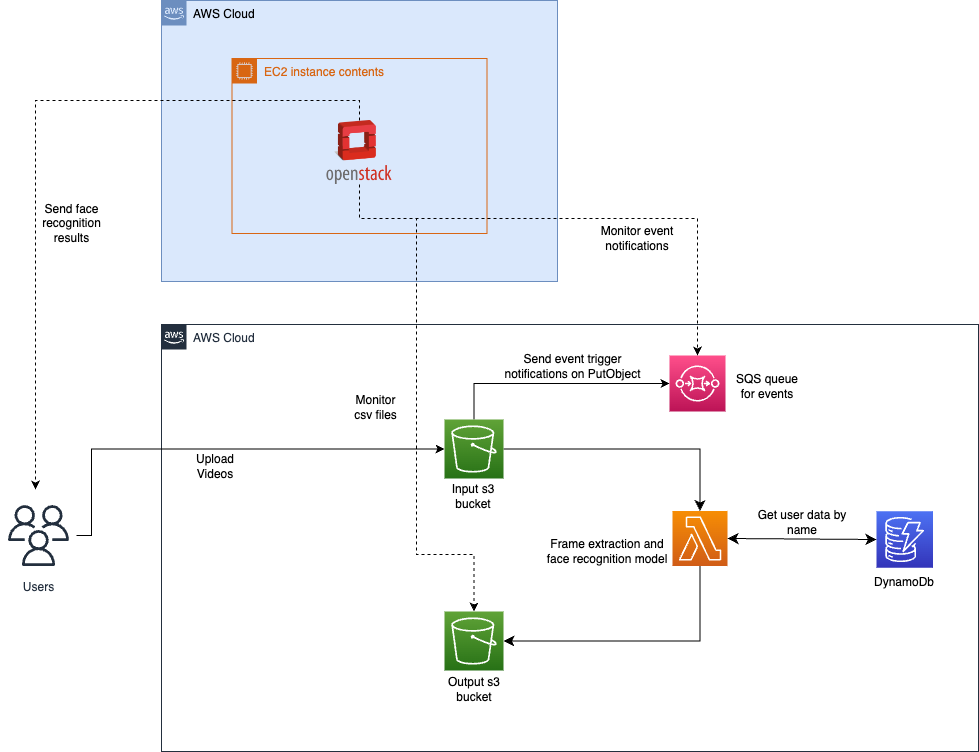 aws
AWS Cloud
EC2 instance contents
openstack
Send face
recognition
results
Monitor event
notifications
aws
AWS Cloud
Send event trigger
notifications on PutObject
SQS queue
for events
Monitor
csv files
Upload
Videos
Input s3
bucket
Get user data by
name
Frame extraction and
face recognition model
Users
DynamoDb
Output s3
bucket